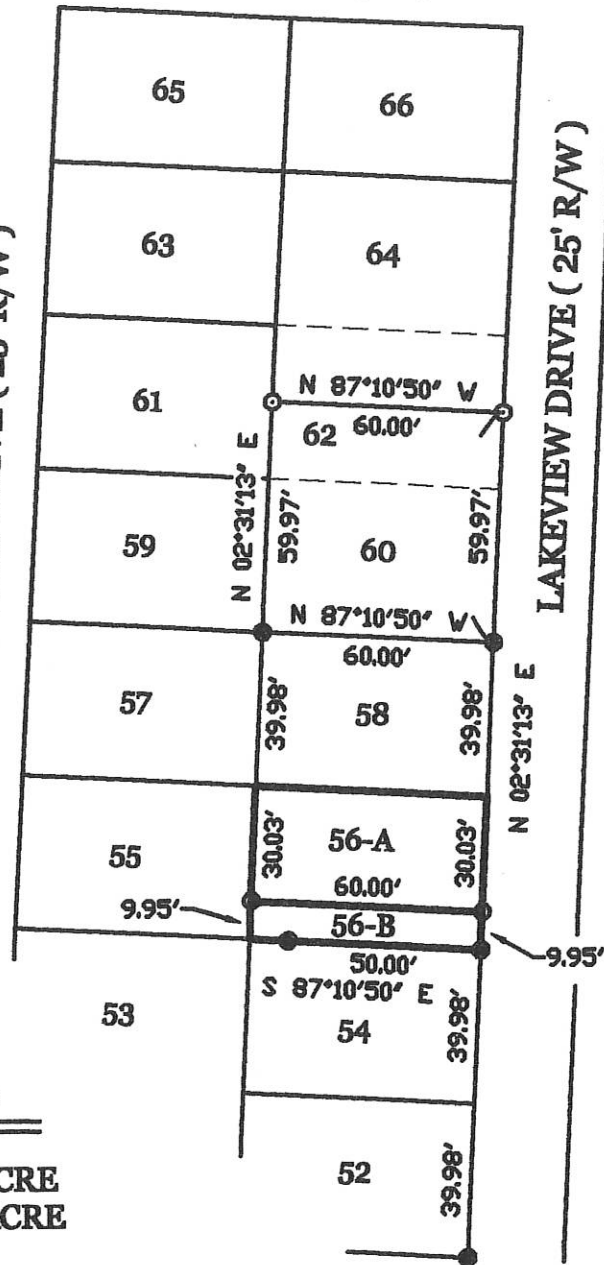 65
66
63
64
LAKEVIEW DRIVE ( 25' R/W )
R/W )
61
N 87°10'50" W
62
60.00'
N 02°31'13" E
59.97'
59.97'
59
60
N 87°10'50" W
60.00'
57
39.98'
58
39.98'
N 02°31'13" E
55
30.03'
56-A
30.03'
60.00'
9.95'
56-B
9.95'
50.00'
S 87°10'50" E
53
54
39.98'
CRE
ACRE
52
39.98'